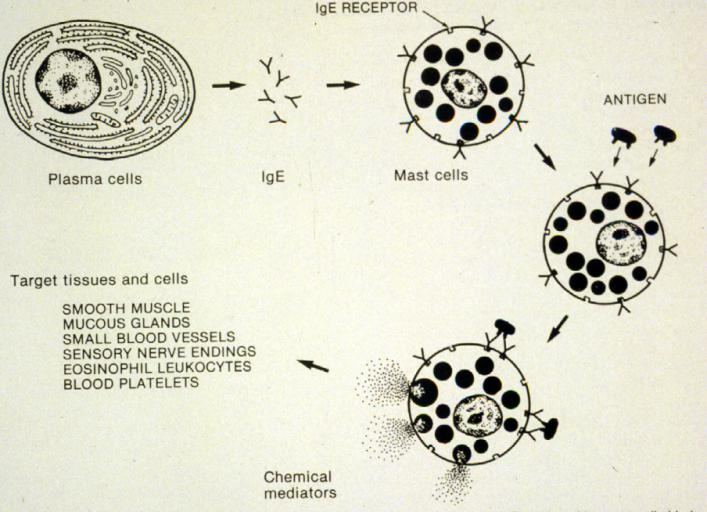 IgE RECEPTOR
ANTIGEN
Plasma cells
IgE
Mast cells
Target tissues and cells
SMOOTH MUSCLE
MUCOUS GLANDS
SMALL BLOOD VESSELS
SENSORY NERVE ENDINGS
EOSINOPHIL LEUKOCYTES
BLOOD PLATELETS
Chemical
mediators